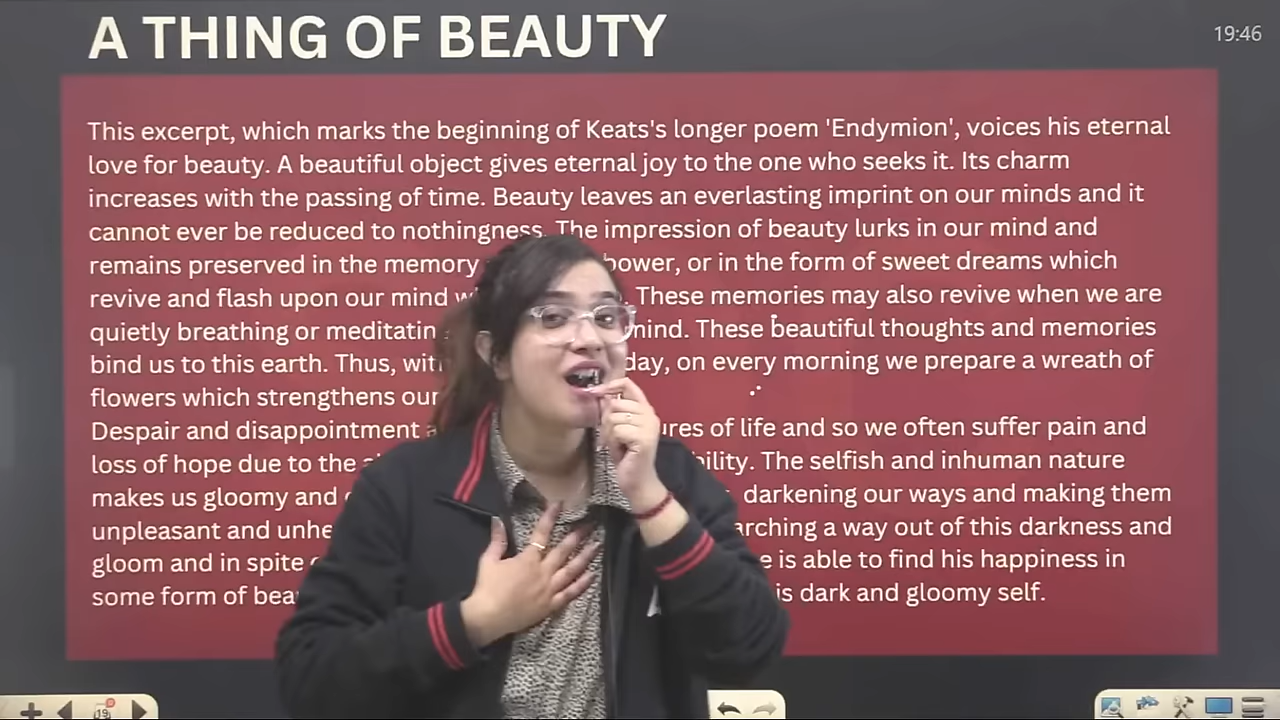 A THING OF BEAUTY
19:46
This excerpt, which marks the beginning of Keats's longer poem 'Endymion', voices his eternal
love for beauty. A beautiful object gives eternal joy to the one who seeks it. Its charm
increases with the passing of time. Beauty leaves an everlasting imprint on our minds and it
cannot ever be reduced to nothingness. The impression of beauty lurks in our mind and
remains preserved in the memory bower, or in the form of sweet dreams which
revive and flash upon our mind These memories may also revive when we are
quietly breathing or mind. These beautiful thoughts and memories
bind us to this earth. Thus, day, on every morning we prepare a wreath of
flowers which strengthens our
Despair and disappointment of life and so we often suffer pain and
loss of hope due to the The selfish and inhuman nature
makes us gloomy and darkening our ways and making them
unpleasant and a way out of this darkness and
gloom and in spite is able to find his happiness in
some form of dark and gloomy self.
19